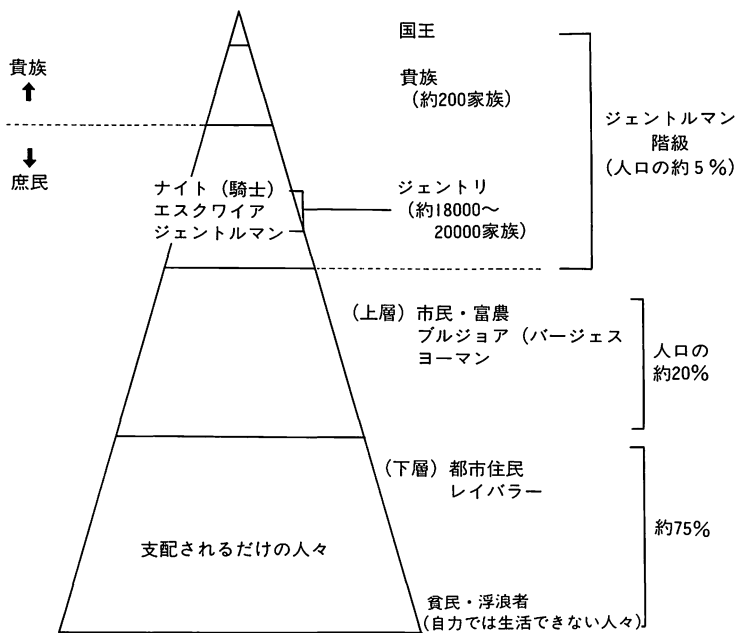 国王
貴族
(約200家族)
貴族
↑
↓
庶民
ジェントルマン
階級
(人口の約5%)
ナイト(騎士)
エスクワイア
ジェントルマン
ジェントリ
(約18000〜
20000家族)
(上層)市民・富農
ブルジョア(バージェス
ヨーマン
人口の
約20%
(下層)都市住民
レイバラー
支配されるだけの人々
約75%
貧民・浮浪者
(自力では生活できない人々)